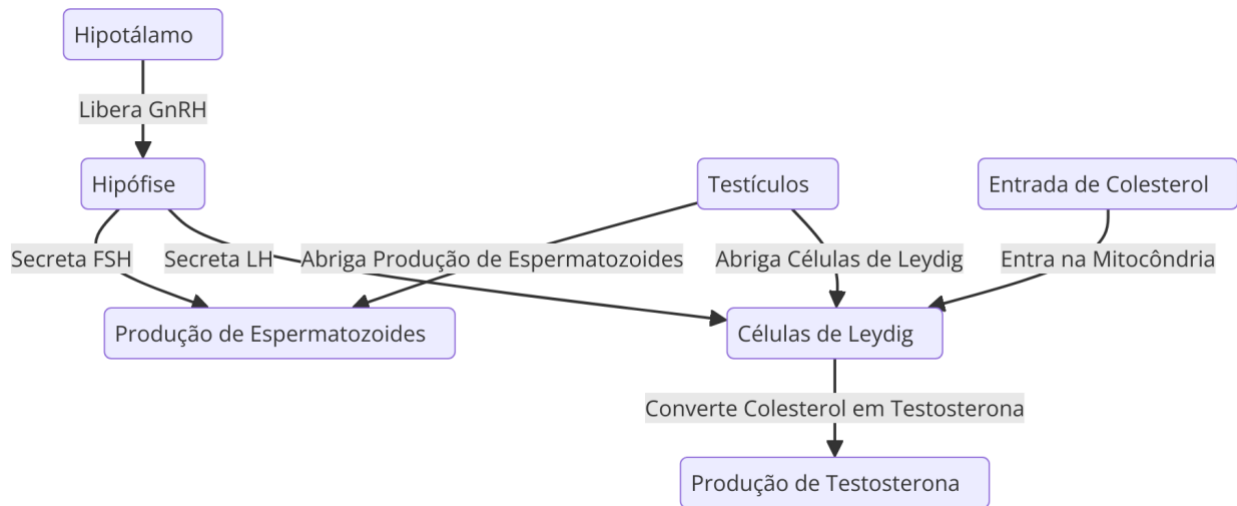 Hipotálamo
Libera GnRH
Hipófise
Testículos
Entrada de Colesterol
Secreta FSH
Secreta LH
Abriga Produção de Espermatozoides
Abriga Células de Leydig
Entra na Mitocôndria
Produção de Espermatozoides
Células de Leydig
Converte Colesterol em Testosterona
Produção de Testosterona